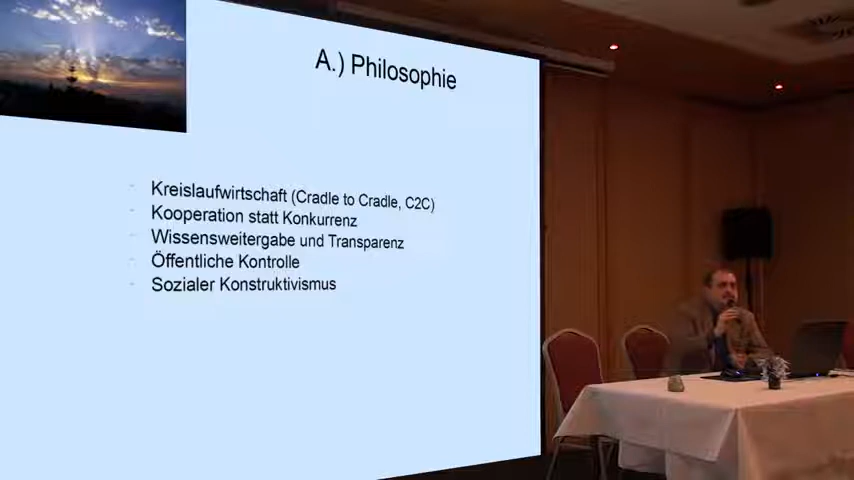 A.) Philosophie
- Kreislaufwirtschaft (Cradle to Cradle, C2C)
- Kooperation statt Konkurrenz
- Wissensweitergabe und Transparenz
- Öffentliche Kontrolle
- Sozialer Konstruktivismus